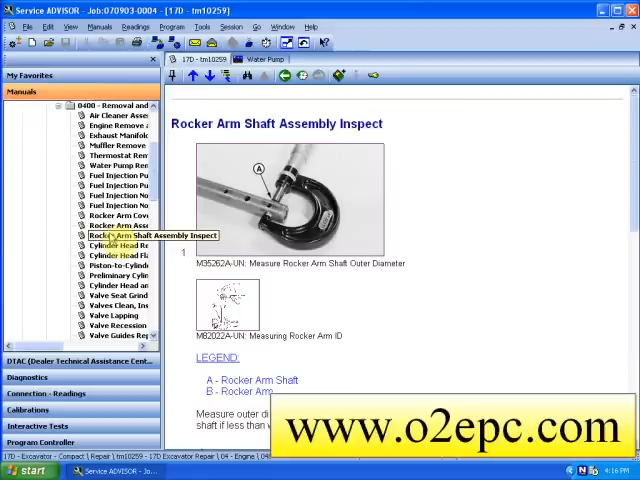 Service ADVISOR - Job:070903-0004 - [17D - tm10259]
File Edit View Manuals Readings Program Tools Session Window Help
17D - tm10259 Water Pump
My Favorites
Manuals
0400 - Removal and
Air Cleaner Asse
Engine Remove a
Exhaust Manifol
Muffler Remove
Thermostat Rem
Water Pump Re
Fuel Injection Pu
Fuel Injection Pu
Fuel Injection No
Fuel Injection No
Rocker Arm Cov
Rocker Arm Ass
Rocker Arm Shaft Assembly Inspect
Cylinder Head Re
Cylinder Head Fl
Piston-to-Cylinde
Preliminary Cylin
Cylinder Head an
Valve Seat Grind
Valves Clean, Ins
Valve Lapping
Valve Recession
Valve Guides Re
DTAC (Dealer Technical Assistance Cent...
Diagnostics
Connection - Readings
Calibrations
Interactive Tests
Program Controller
Rocker Arm Shaft Assembly Inspect
A
1
M35262A-UN: Measure Rocker Arm Shaft Outer Diameter
M82022A-UN: Measuring Rocker Arm ID
LEGEND:
A - Rocker Arm Shaft
B - Rocker Arm
Measure outer di
shaft if less than
www.o2epc.com
17D - Excavator - Compact \ Repair \ 17D Excavator Repair \ 04 - Engine \ 04
start Service ADVISOR - Jo... 4:16 PM